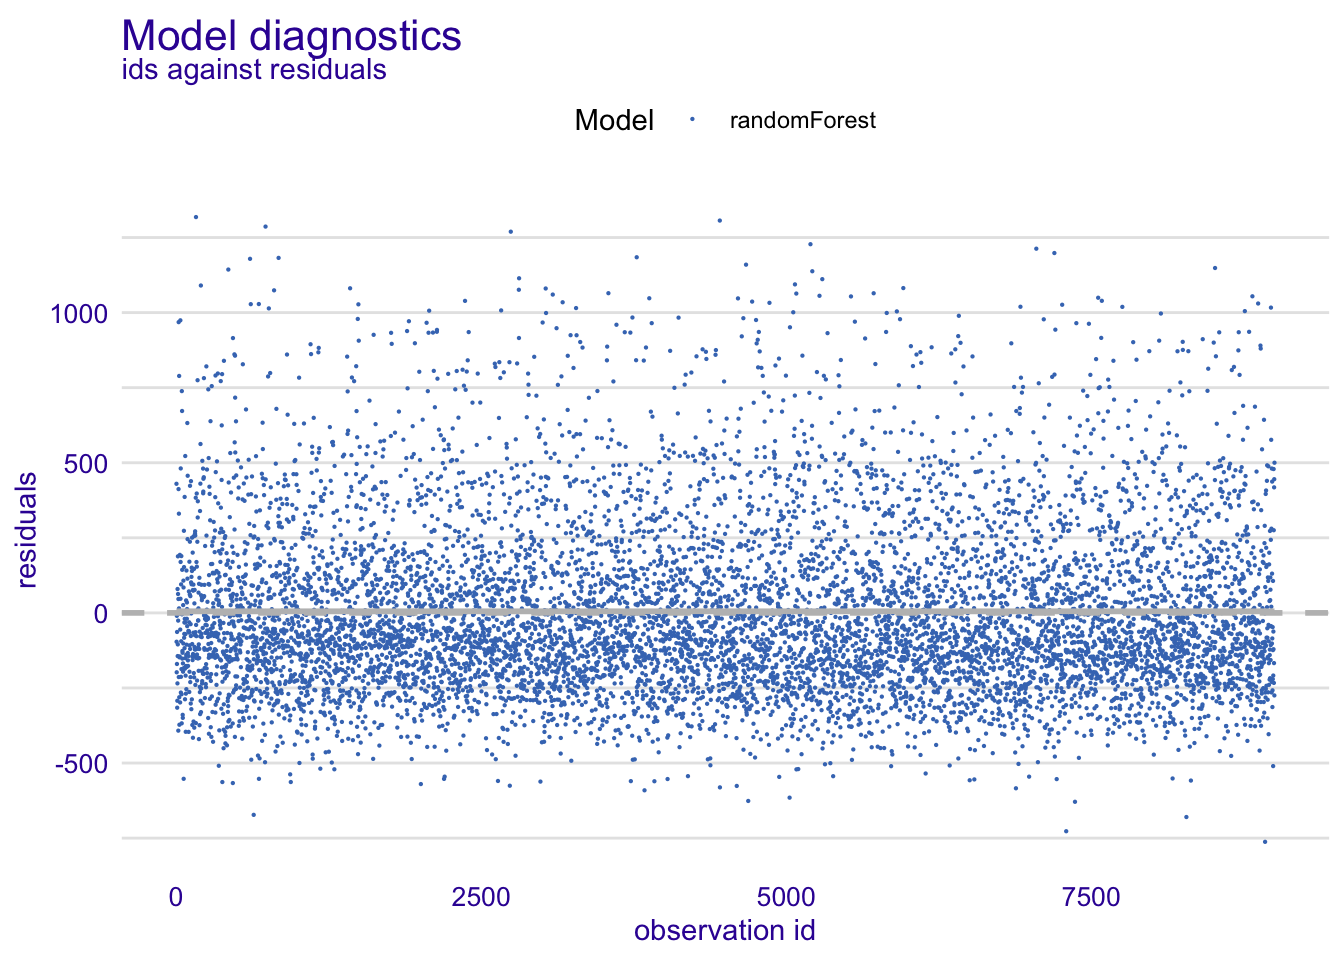 Model diagnostics
ids against residuals
Model randomForest
1000
500
0
-500
residuals
0 2500 5000 7500
observation id